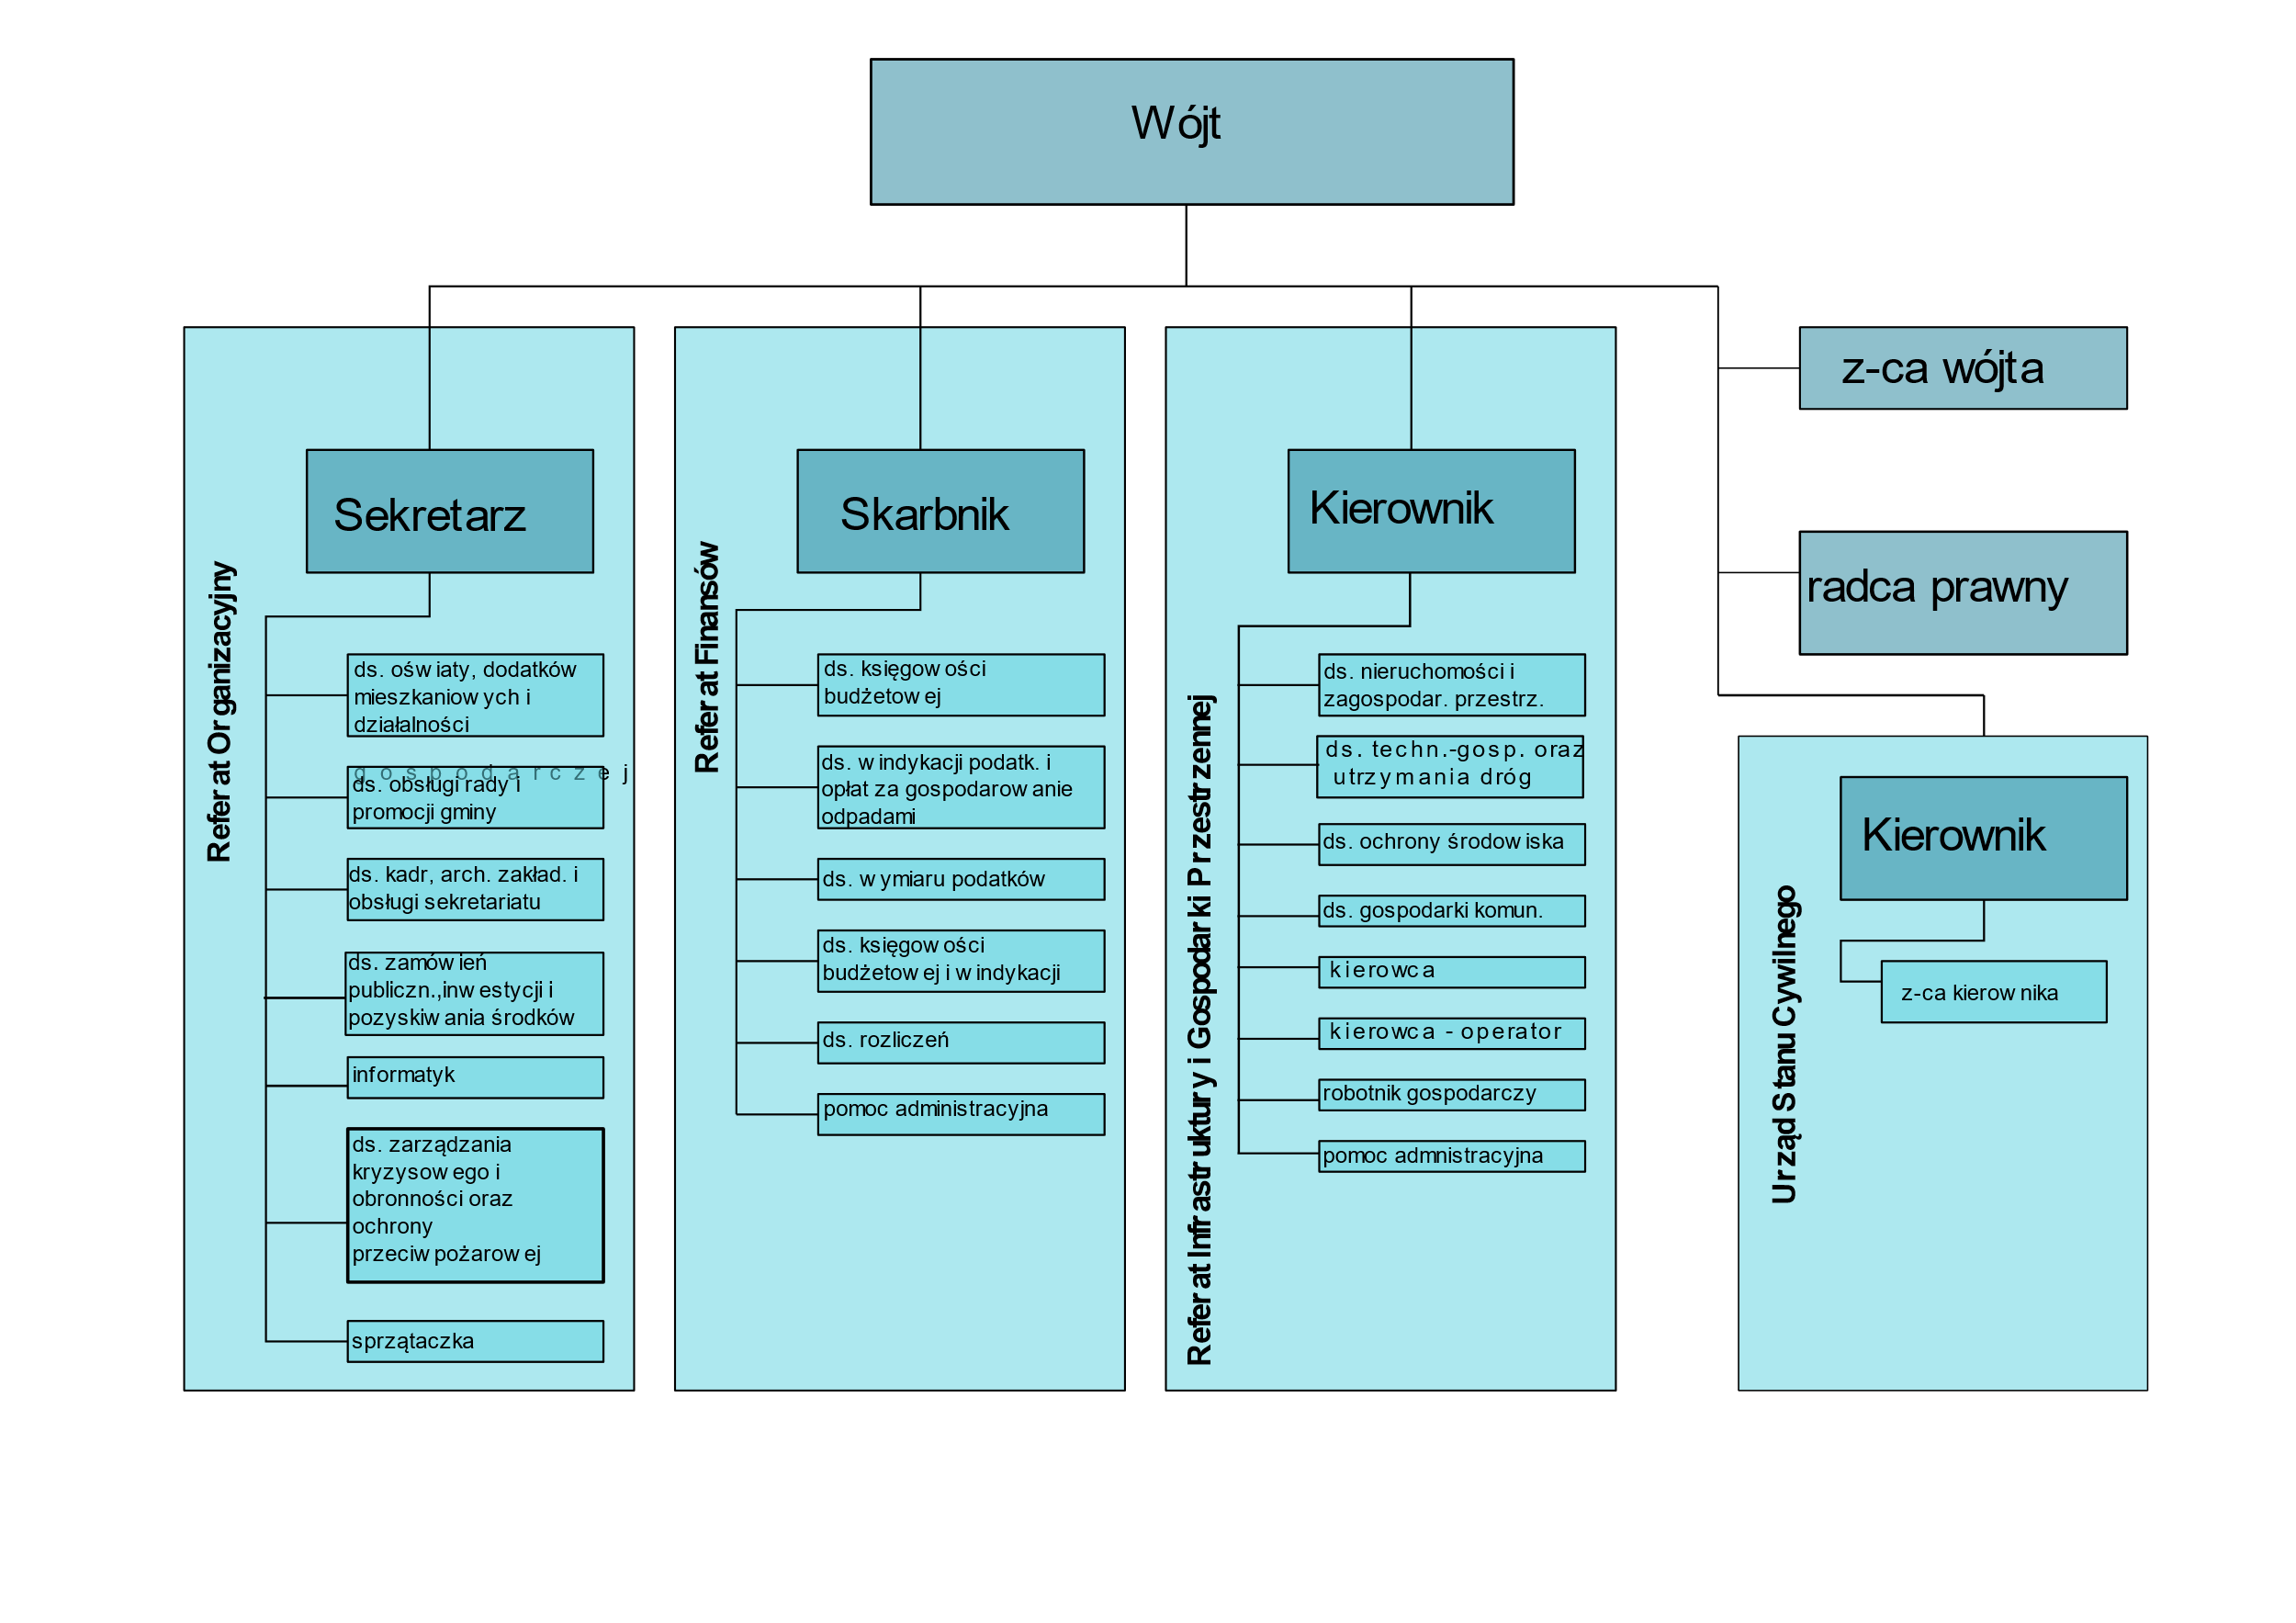 Wójt
z-ca wójta
radca prawny
Referat Organizacyjny
Sekretarz
ds. oświaty, dodatków
mieszkaniowych i
działalności
gospodarczej
ds. obsługi rady i
promocji gminy
ds. kadr, arch. zakład. i
obsługi sekretariatu
ds. zamówień
publiczn.,inwestycji i
pozyskiwania środków
informatyk
ds. zarządzania
kryzysowego i
obronności oraz
ochrony
przeciwpożarowej
sprzątaczka
Referat Finansów
Skarbnik
ds. księgowości
budżetowej
ds. windykacji podatk. i
opłat za gospodarowanie
odpadami
ds. wymiaru podatków
ds. księgowości
budżetowej i windykacji
ds. rozliczeń
pomoc administracyjna
Referat Infrastruktury i Gospodarki Przestrzennej
Kierownik
ds. nieruchomości i
zagospodar. przestrz.
ds. techn.-gosp. oraz
utrzymania dróg
ds. ochrony środowiska
ds. gospodarki komun.
kierowca
kierowca - operator
robotnik gospodarczy
pomoc admnistracyjna
Urząd Stanu Cywilnego
Kierownik
z-ca kierownika